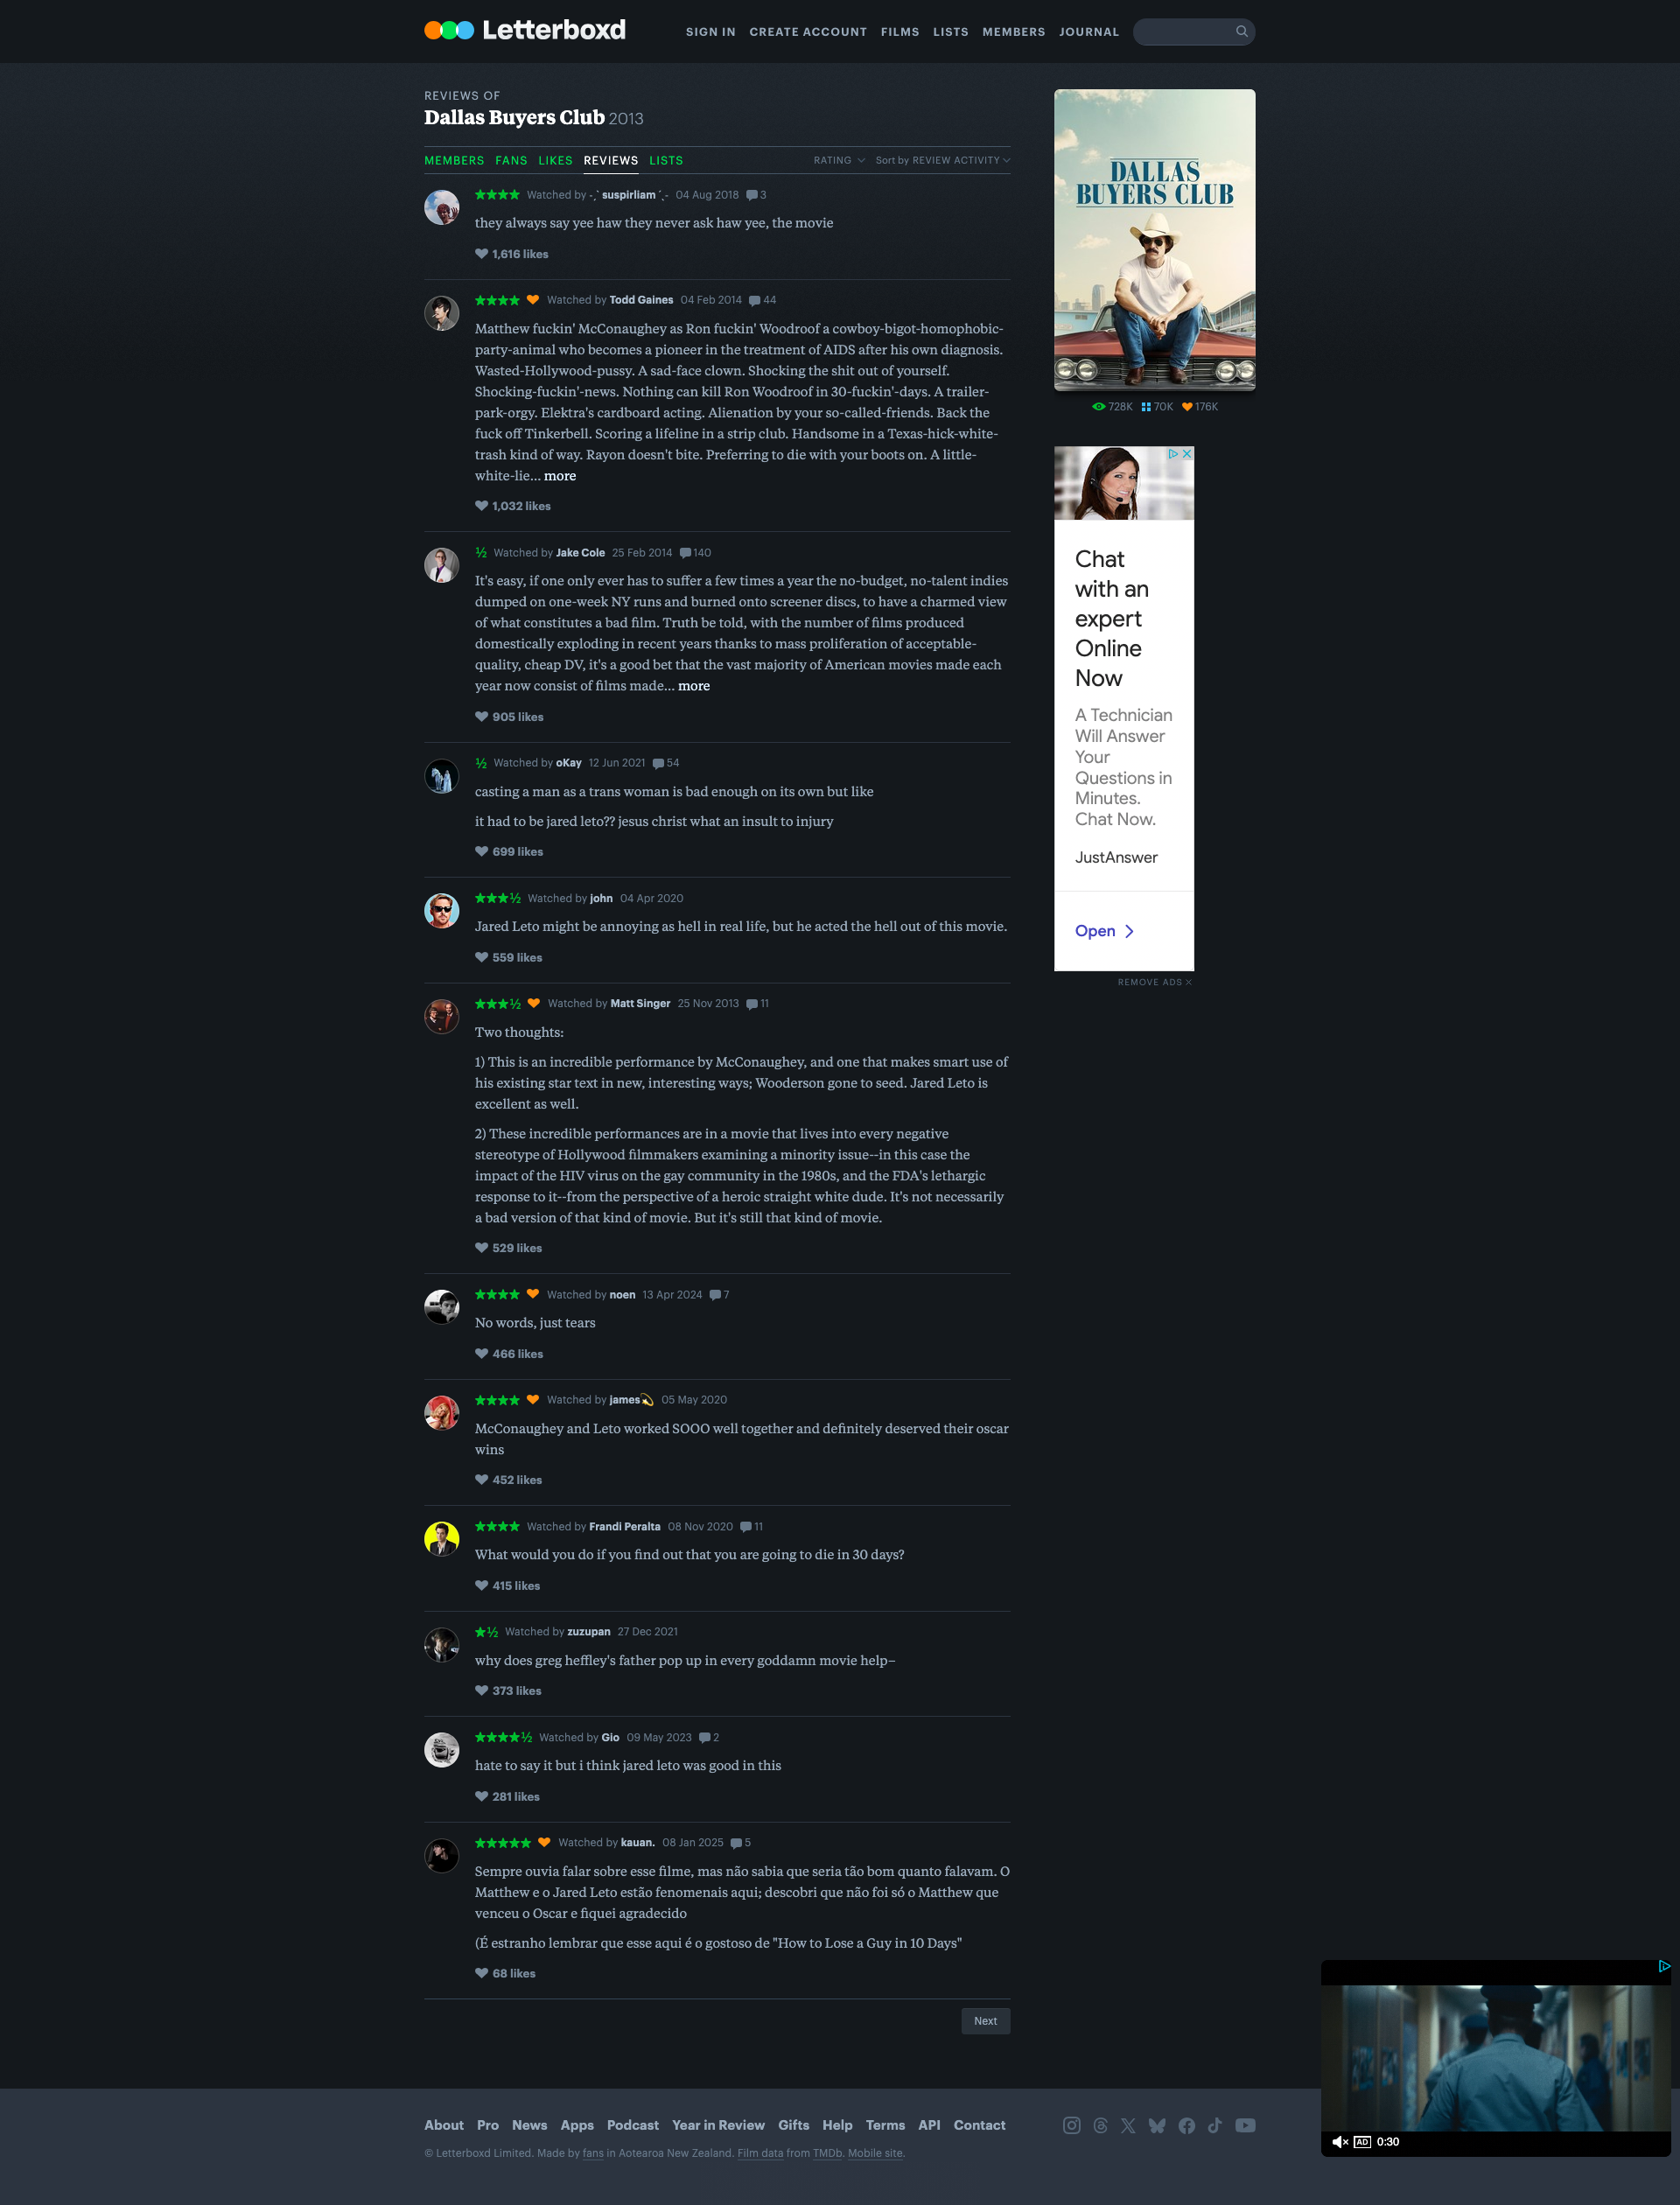 Letterboxd
SIGN IN CREATE ACCOUNT FILMS LISTS MEMBERS JOURNAL
REVIEWS OF
Dallas Buyers Club 2013
MEMBERS FANS LIKES REVIEWS LISTS RATING Sort by REVIEW ACTIVITY
★★★★ Watched by -ˏˋ suspirliam ˊˎ- 04 Aug 2018 3
they always say yee haw they never ask haw yee, the movie
1,616 likes
★★★★ Watched by Todd Gaines 04 Feb 2014 44
Matthew fuckin' McConaughey as Ron fuckin' Woodroof a cowboy-bigot-homophobic-
party-animal who becomes a pioneer in the treatment of AIDS after his own diagnosis.
Wasted-Hollywood-pussy. A sad-face clown. Shocking the shit out of yourself.
Shocking-fuckin'-news. Nothing can kill Ron Woodroof in 30-fuckin'-days. A trailer-
park-orgy. Elektra's cardboard acting. Alienation by your so-called-friends. Back the
fuck off Tinkerbell. Scoring a lifeline in a strip club. Handsome in a Texas-hick-white-
trash kind of way. Rayon doesn't bite. Preferring to die with your boots on. A little-
white-lie… more
1,032 likes
½ Watched by Jake Cole 25 Feb 2014 140
It's easy, if one only ever has to suffer a few times a year the no-budget, no-talent indies
dumped on one-week NY runs and burned onto screener discs, to have a charmed view
of what constitutes a bad film. Truth be told, with the number of films produced
domestically exploding in recent years thanks to mass proliferation of acceptable-
quality, cheap DV, it's a good bet that the vast majority of American movies made each
year now consist of films made… more
905 likes
½ Watched by oKay 12 Jun 2021 54
casting a man as a trans woman is bad enough on its own but like
it had to be jared leto?? jesus christ what an insult to injury
699 likes
★★★½ Watched by john 04 Apr 2020
Jared Leto might be annoying as hell in real life, but he acted the hell out of this movie.
559 likes
★★★½ Watched by Matt Singer 25 Nov 2013 11
Two thoughts:
1) This is an incredible performance by McConaughey, and one that makes smart use of
his existing star text in new, interesting ways; Wooderson gone to seed. Jared Leto is
excellent as well.
2) These incredible performances are in a movie that lives into every negative
stereotype of Hollywood filmmakers examining a minority issue--in this case the
impact of the HIV virus on the gay community in the 1980s, and the FDA's lethargic
response to it--from the perspective of a heroic straight white dude. It's not necessarily
a bad version of that kind of movie. But it's still that kind of movie.
529 likes
★★★★ Watched by noen 13 Apr 2024 7
No words, just tears
466 likes
★★★★ Watched by james💫 05 May 2020
McConaughey and Leto worked SOOO well together and definitely deserved their oscar
wins
452 likes
★★★★ Watched by Frandi Peralta 08 Nov 2020 11
What would you do if you find out that you are going to die in 30 days?
415 likes
★½ Watched by zuzupan 27 Dec 2021
why does greg heffley's father pop up in every goddamn movie help–
373 likes
★★★★½ Watched by Gio 09 May 2023 2
hate to say it but i think jared leto was good in this
281 likes
★★★★★ Watched by kauan. 08 Jan 2025 5
Sempre ouvia falar sobre esse filme, mas não sabia que seria tão bom quanto falavam. O
Matthew e o Jared Leto estão fenomenais aqui; descobri que não foi só o Matthew que
venceu o Oscar e fiquei agradecido
(É estranho lembrar que esse aqui é o gostoso de "How to Lose a Guy in 10 Days"
68 likes
Next
DALLAS
BUYERS CLUB
728K 70K 176K
Chat
with an
expert
Online
Now
A Technician
Will Answer
Your
Questions in
Minutes.
Chat Now.
JustAnswer
Open
REMOVE ADS
AD 0:30
About Pro News Apps Podcast Year in Review Gifts Help Terms API Contact
© Letterboxd Limited. Made by fans in Aotearoa New Zealand. Film data from TMDb. Mobile site.